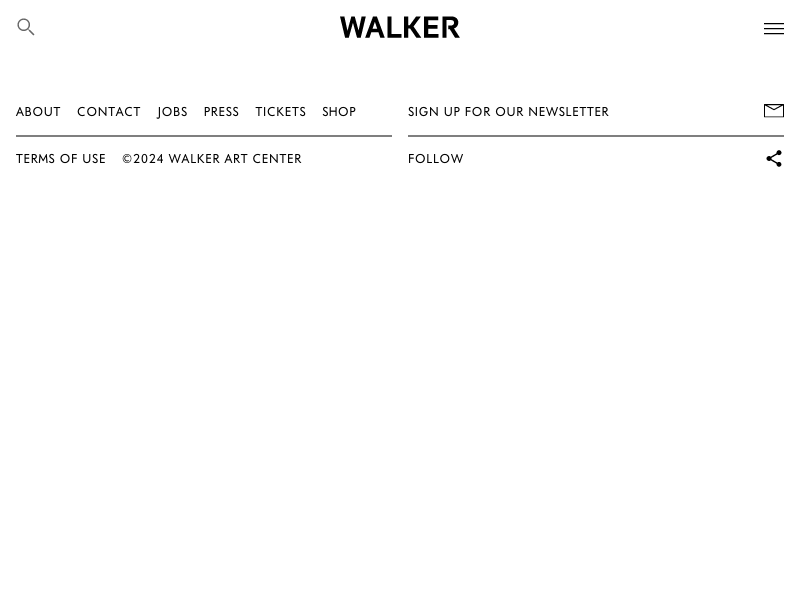 WALKER
ABOUT CONTACT JOBS PRESS TICKETS SHOP
SIGN UP FOR OUR NEWSLETTER
TERMS OF USE ©2024 WALKER ART CENTER
FOLLOW